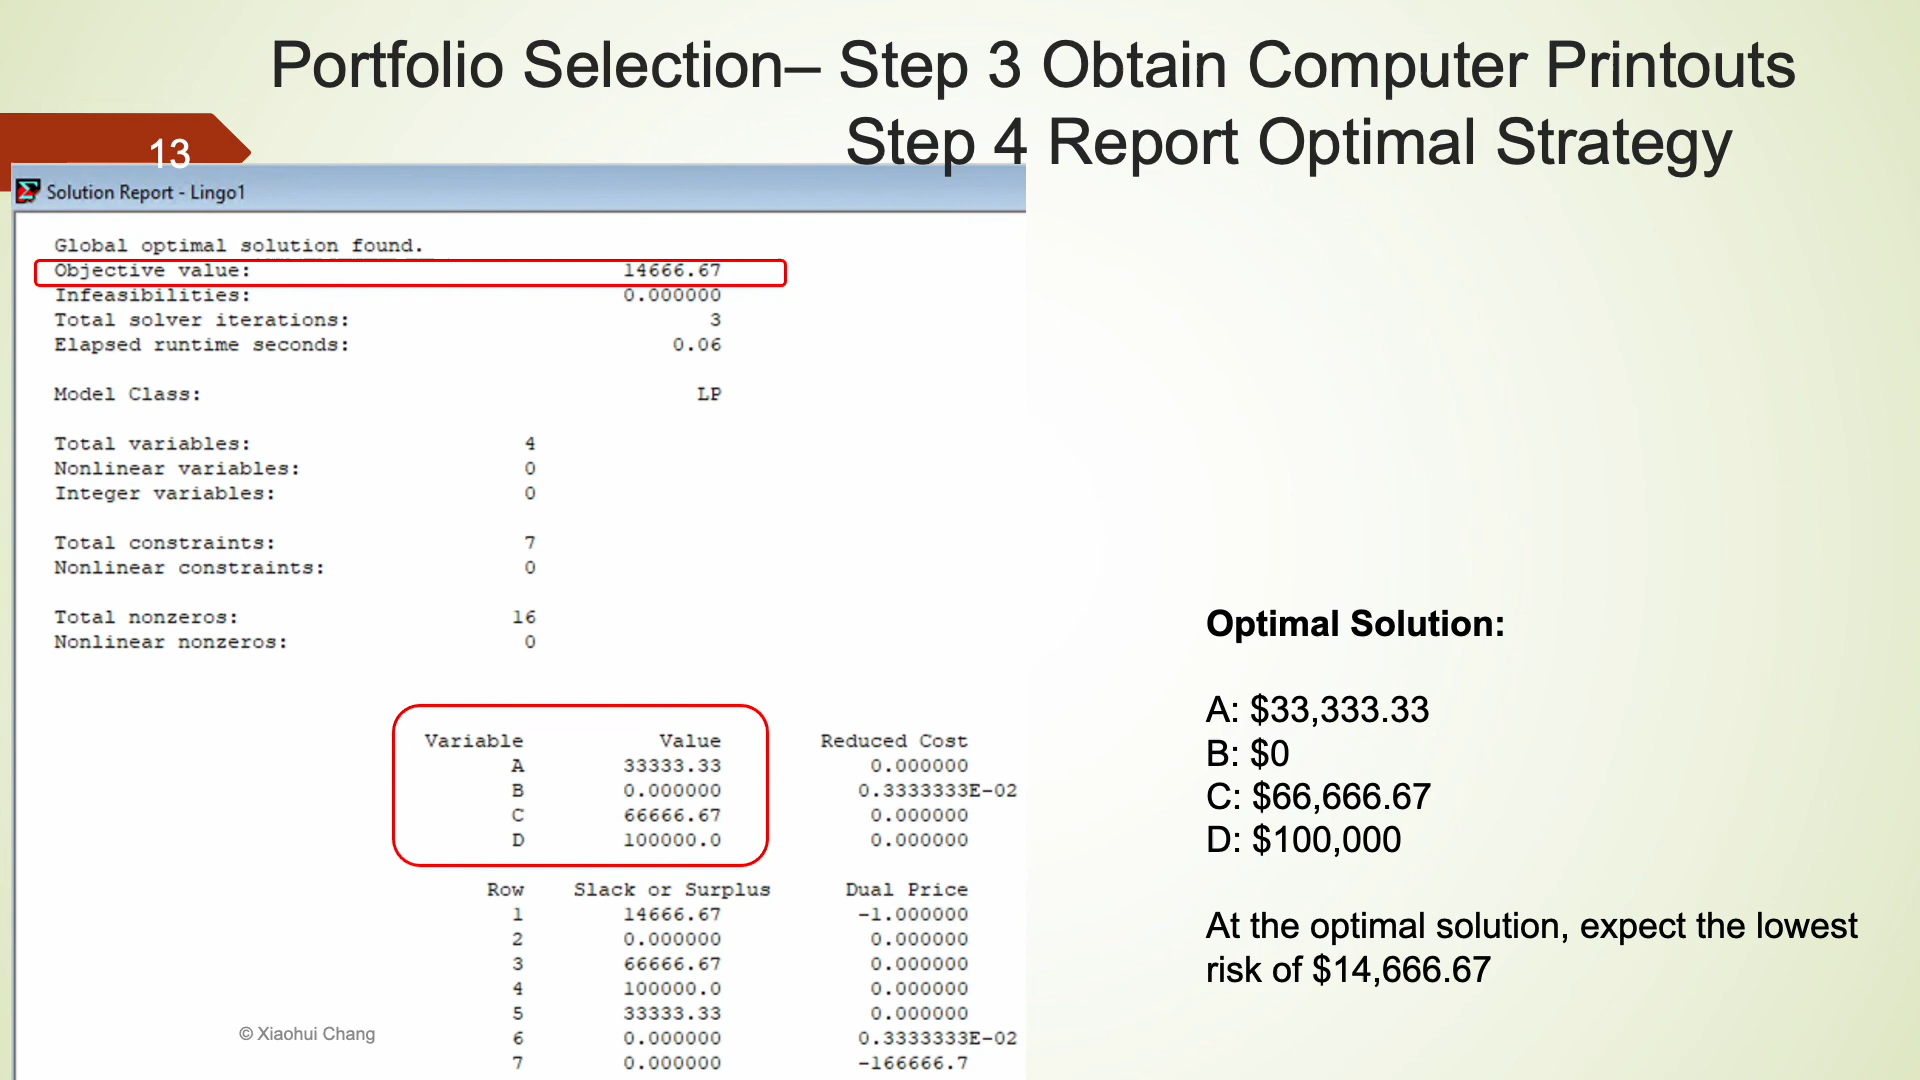 Portfolio Selection– Step 3 Obtain Computer Printouts
Step 4 Report Optimal Strategy
13
Solution Report - Lingo1
Global optimal solution found.
Objective value: 14666.67
Infeasibilities: 0.000000
Total solver iterations: 3
Elapsed runtime seconds: 0.06
Model Class: LP
Total variables: 4
Nonlinear variables: 0
Integer variables: 0
Total constraints: 7
Nonlinear constraints: 0
Total nonzeros: 16
Nonlinear nonzeros: 0
Variable Value Reduced Cost
A 33333.33 0.000000
B 0.000000 0.3333333E-02
C 66666.67 0.000000
D 100000.0 0.000000
Row Slack or Surplus Dual Price
1 14666.67 -1.000000
2 0.000000 0.000000
3 66666.67 0.000000
4 100000.0 0.000000
5 33333.33 0.000000
6 0.000000 0.3333333E-02
7 0.000000 -166666.7
Optimal Solution:
A: $33,333.33
B: $0
C: $66,666.67
D: $100,000
At the optimal solution, expect the lowest
risk of $14,666.67
© Xiaohui Chang